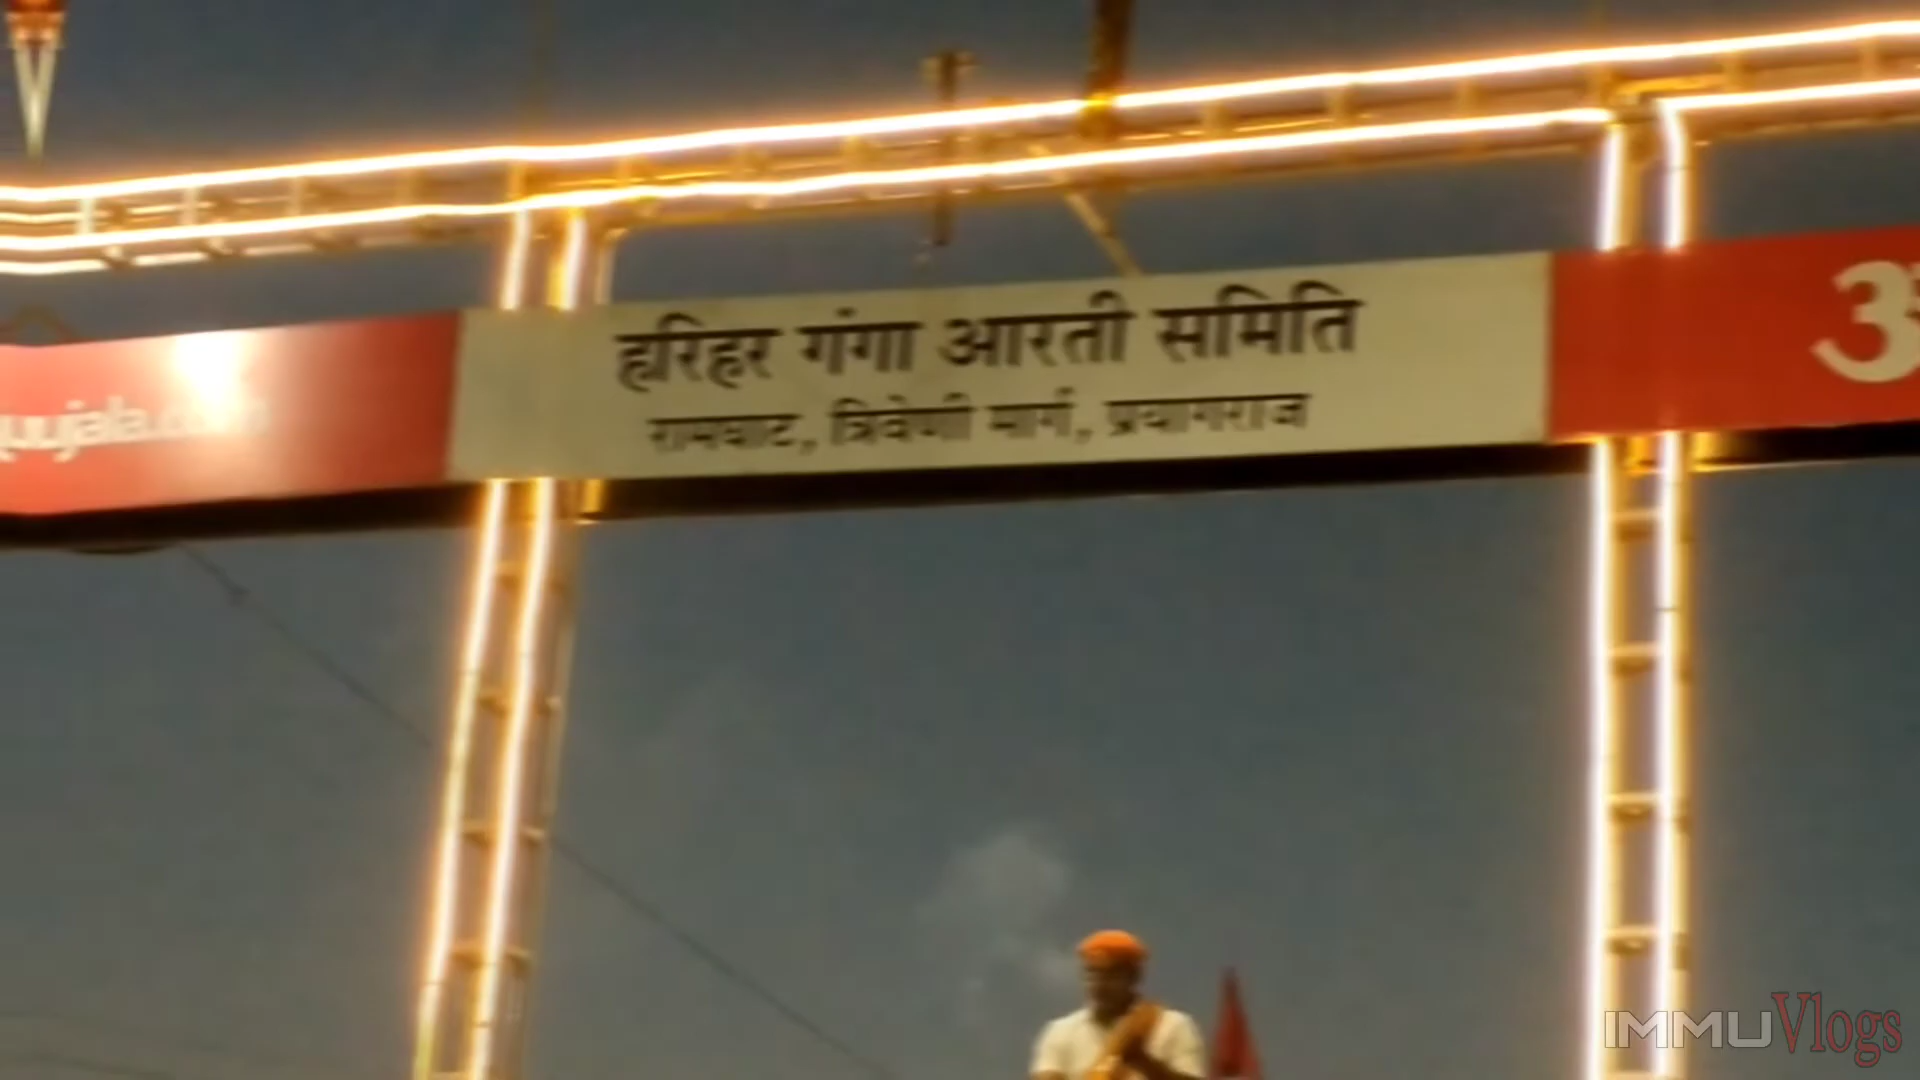 हरिहर गंगा आरती समिति
रामघाट, त्रिवेणी मार्ग, प्रयागराज
IMMUVlogs